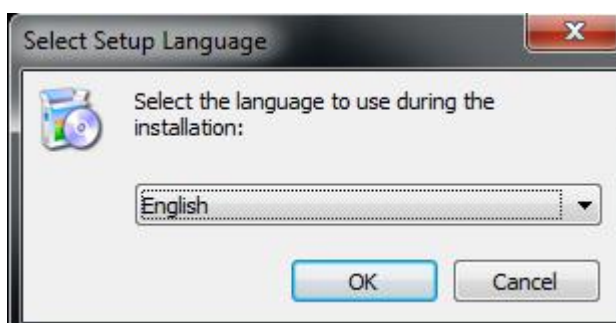 Select Setup Language
Select the language to use during the
installation:
English
OK
Cancel